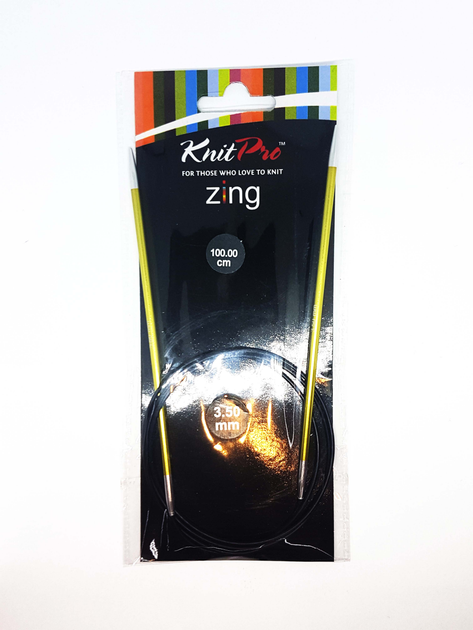 KnitPro™
FOR THOSE WHO LOVE TO KNIT
zing
100.00
cm
3.50
mm